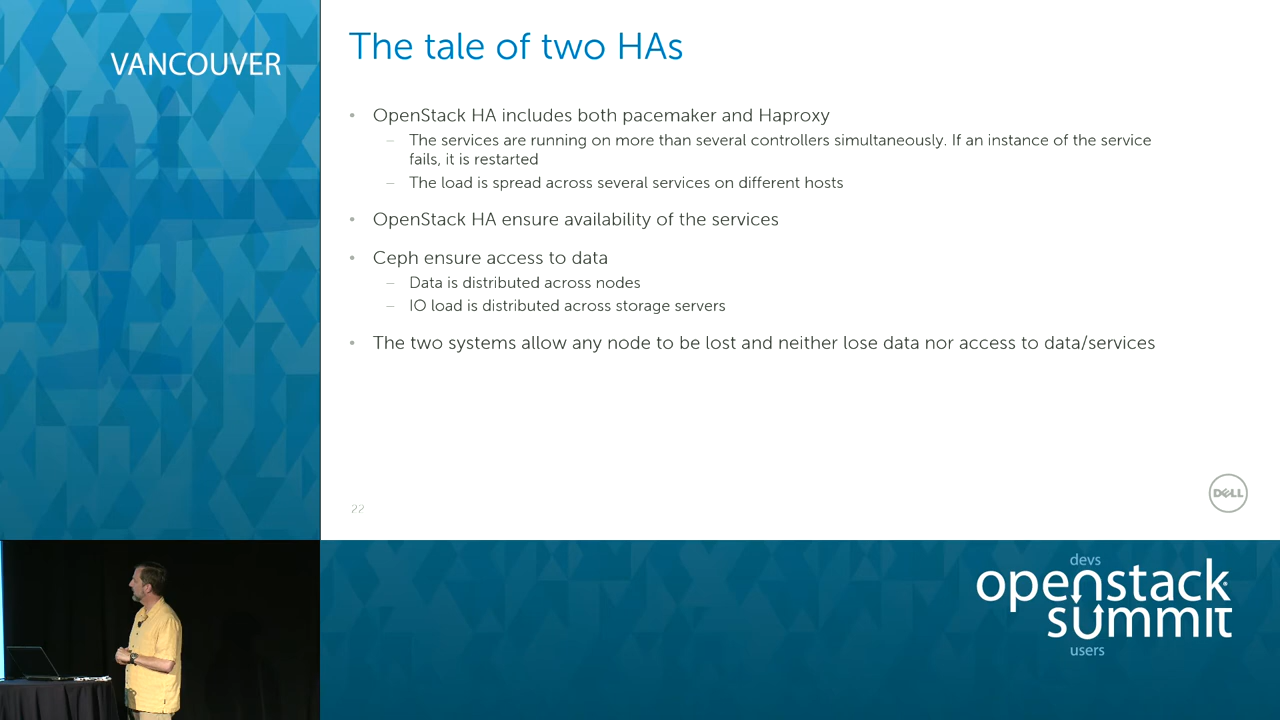 VANCOUVER
The tale of two HAs
• OpenStack HA includes both pacemaker and Haproxy
– The services are running on more than several controllers simultaneously. If an instance of the service
fails, it is restarted
– The load is spread across several services on different hosts
• OpenStack HA ensure availability of the services
• Ceph ensure access to data
– Data is distributed across nodes
– IO load is distributed across storage servers
• The two systems allow any node to be lost and neither lose data nor access to data/services
22
DELL
devs
openstack
summit
users